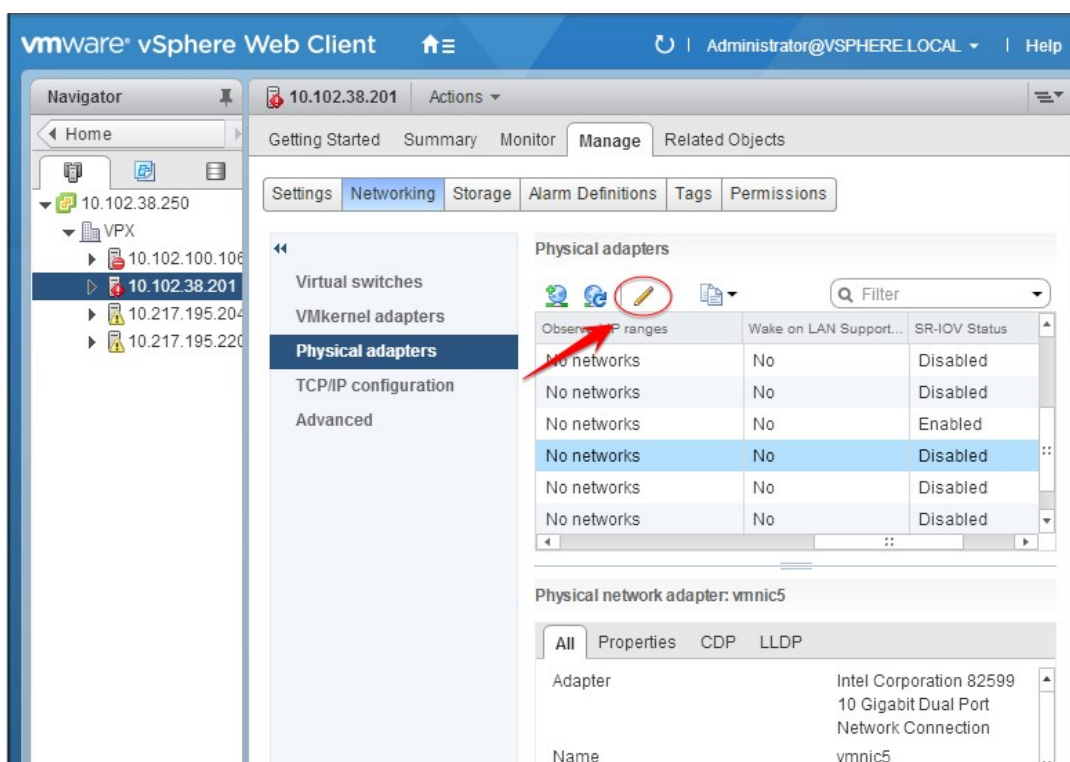 vmware® vSphere Web Client
Administrator@VSPHERE.LOCAL
Help
Navigator
Home
10.102.38.250
VPX
10.102.100.106
10.102.38.201
10.217.195.204
10.217.195.220
10.102.38.201 Actions
Getting Started Summary Monitor Manage Related Objects
Settings Networking Storage Alarm Definitions Tags Permissions
Virtual switches
VMkernel adapters
Physical adapters
TCP/IP configuration
Advanced
Physical adapters
Filter
ranges Wake on LAN Support... SR-IOV Status
No networks No Disabled
No networks No Disabled
No networks No Enabled
No networks No Disabled
No networks No Disabled
No networks No Disabled
Physical network adapter: vmnic5
All Properties CDP LLDP
Adapter Intel Corporation 82599
10 Gigabit Dual Port
Network Connection
Name vmnic5